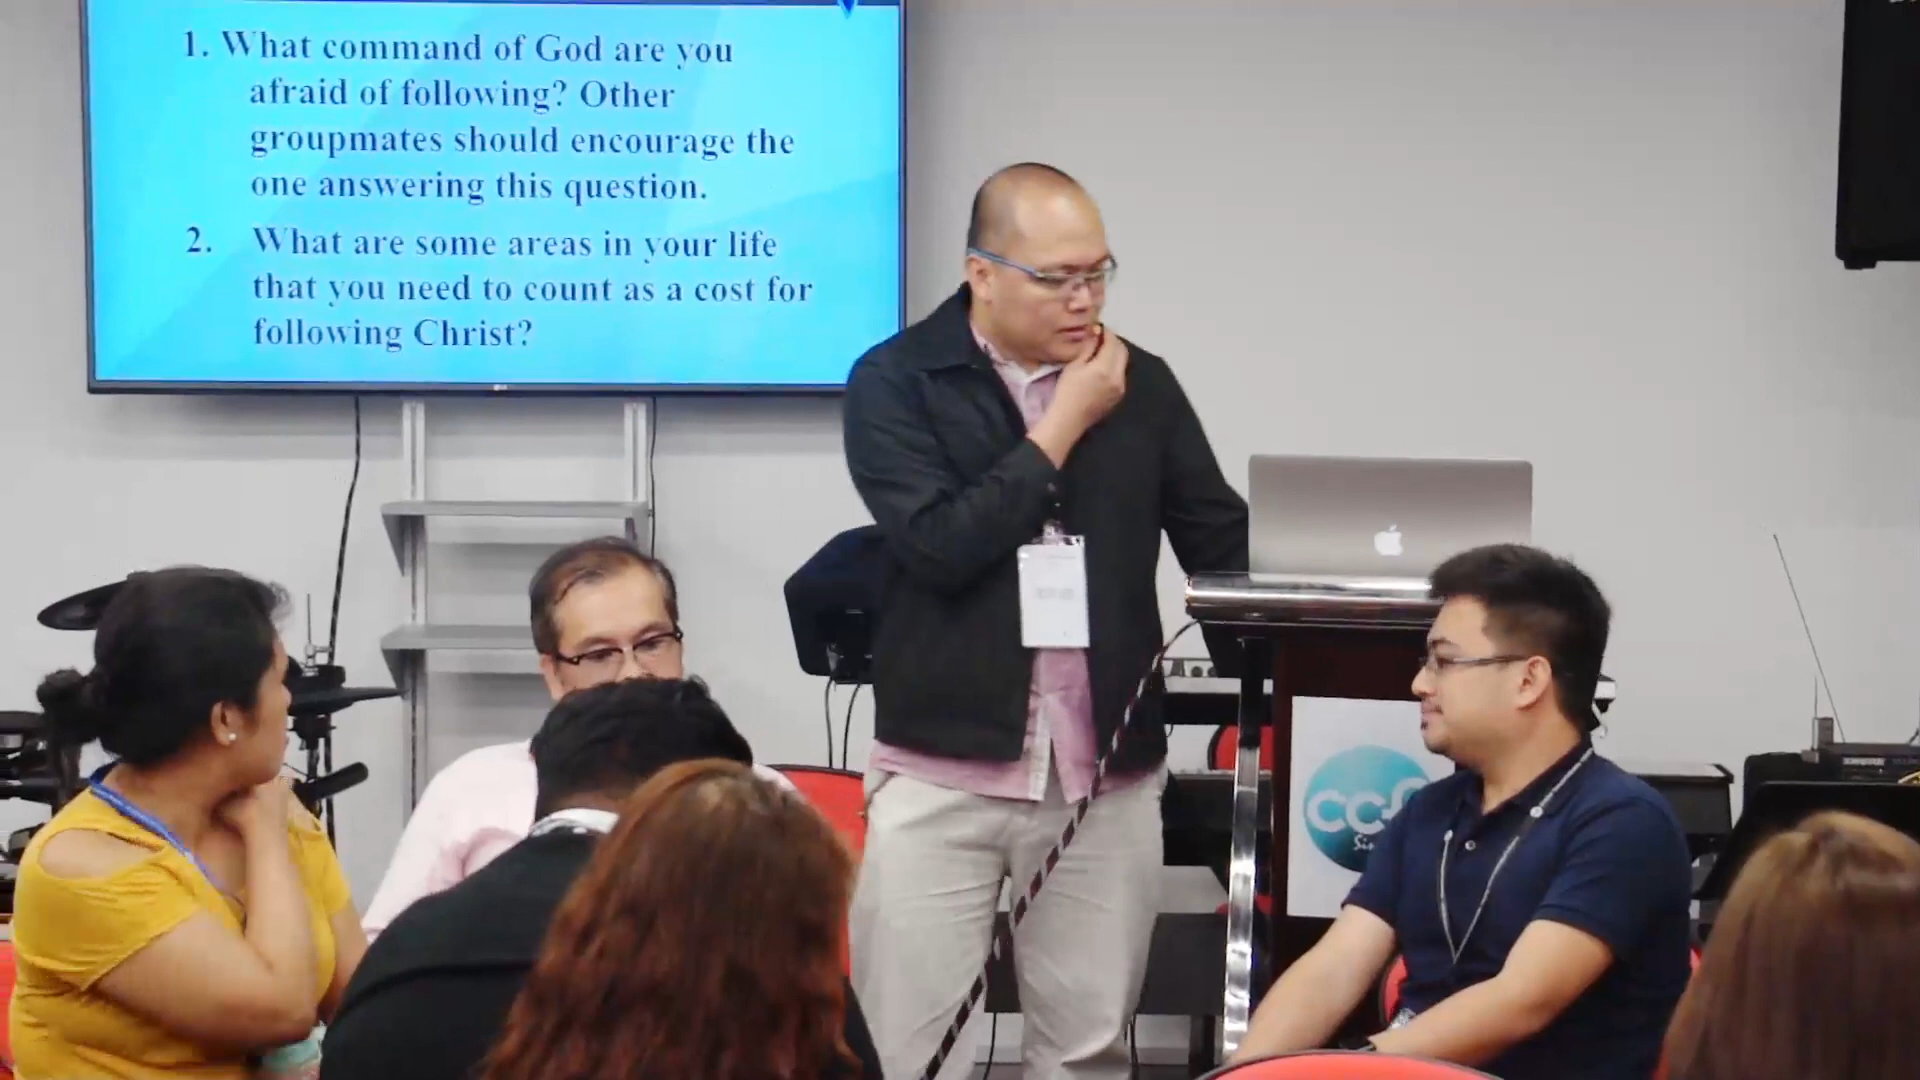 1. What command of God are you
afraid of following? Other
groupmates should encourage the
one answering this question.
2. What are some areas in your life
that you need to count as a cost for
following Christ?